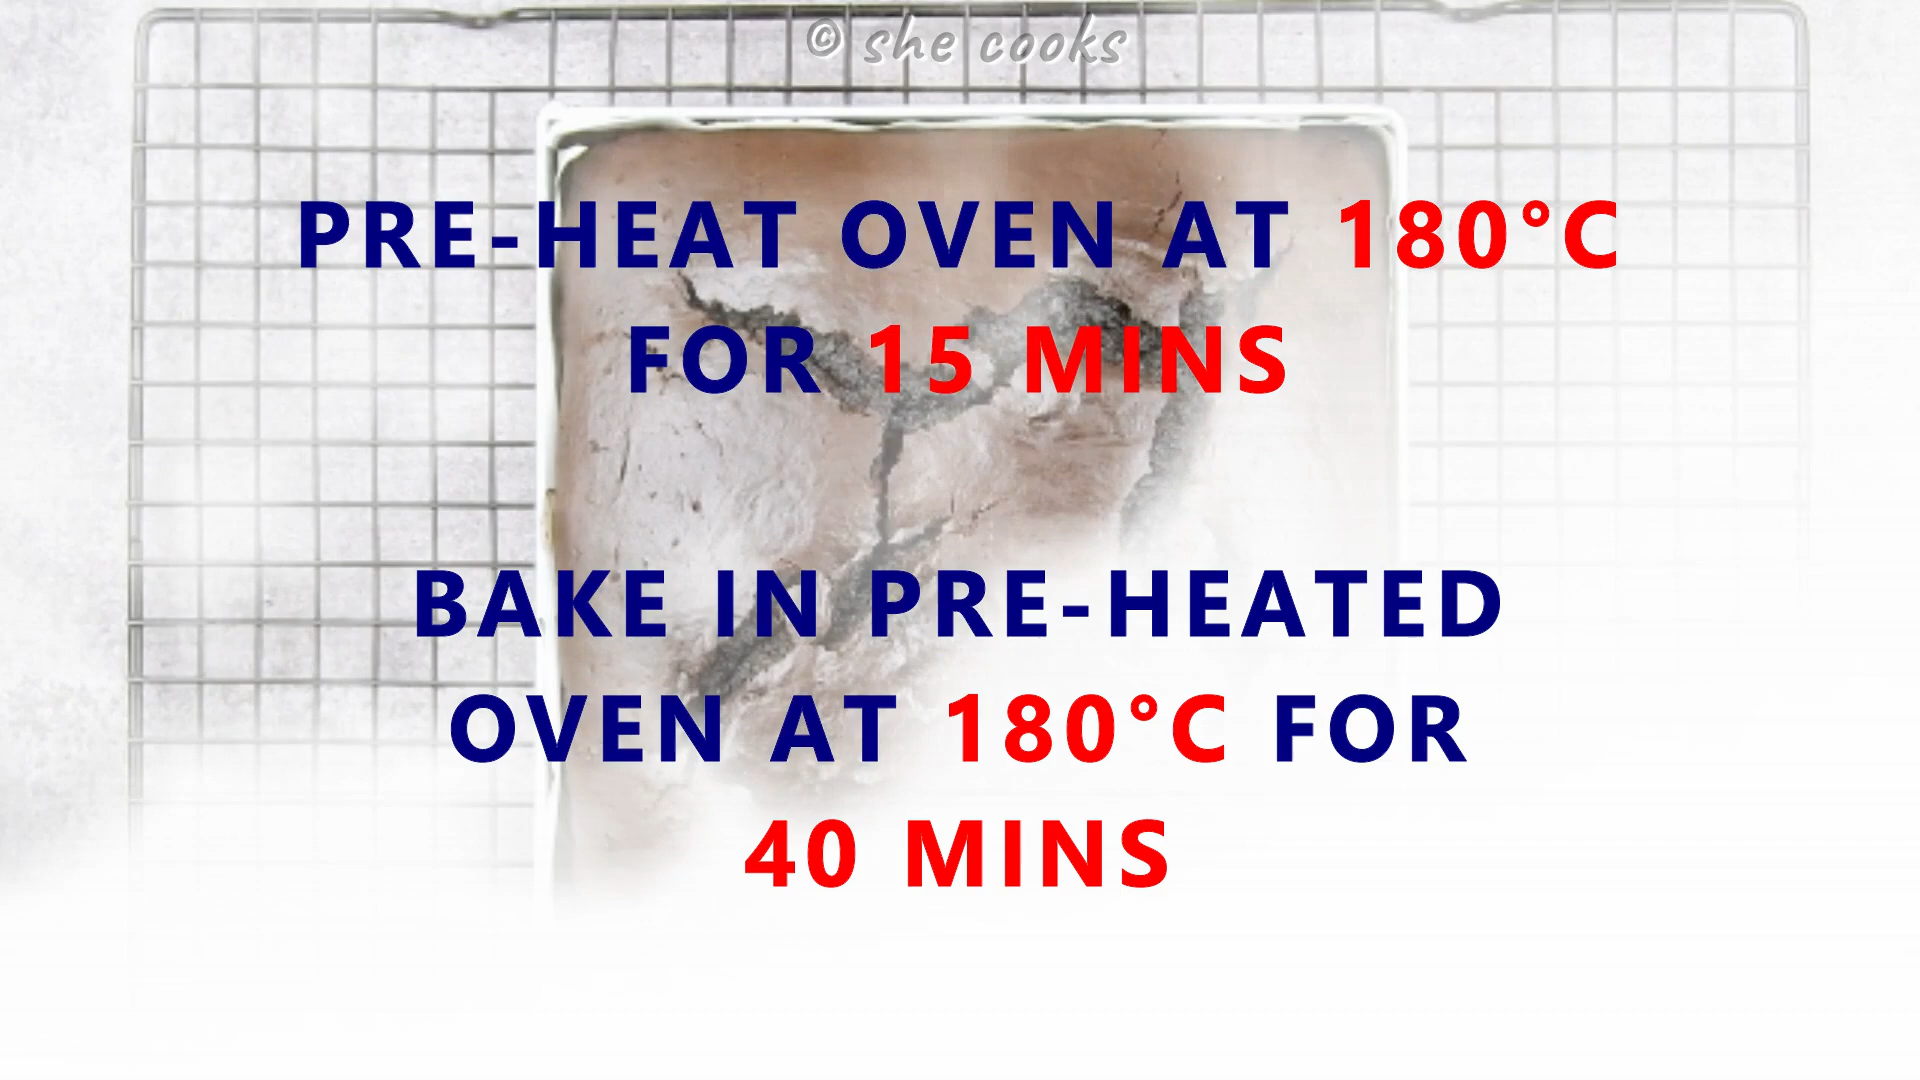 © she cooks
PRE-HEAT OVEN AT 180°C
FOR 15 MINS
BAKE IN PRE-HEATED
OVEN AT 180°C FOR
40 MINS